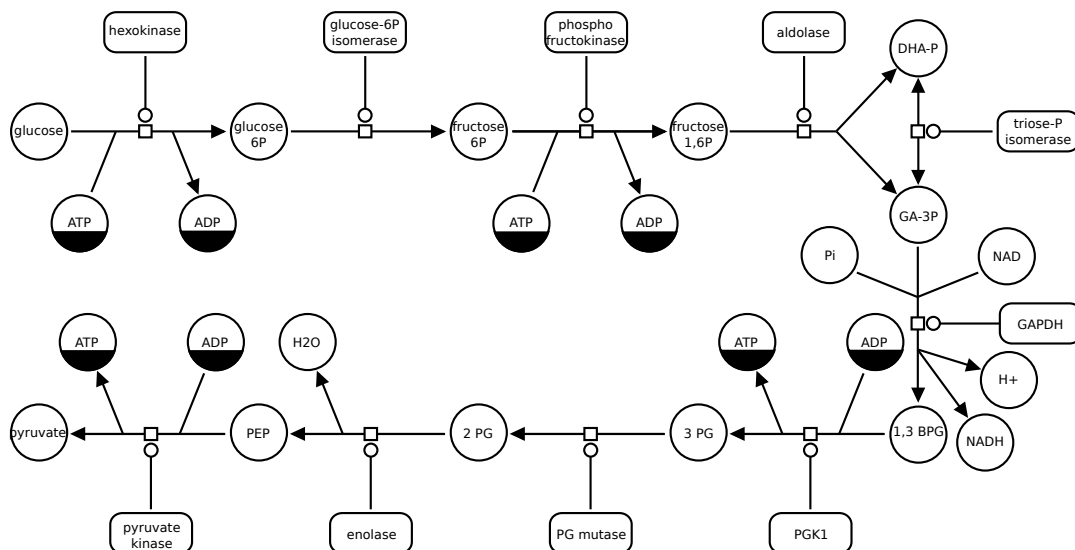 hexokinase
glucose-6P
isomerase
phospho
fructokinase
aldolase
DHA-P
glucose
glucose
6P
fructose
6P
fructose
1,6P
triose-P
isomerase
ATP
ADP
ATP
ADP
GA-3P
Pi
NAD
GAPDH
ATP
ADP
H2O
ATP
ADP
H+
pyruvate
PEP
2 PG
3 PG
1,3 BPG
NADH
pyruvate
kinase
enolase
PG mutase
PGK1